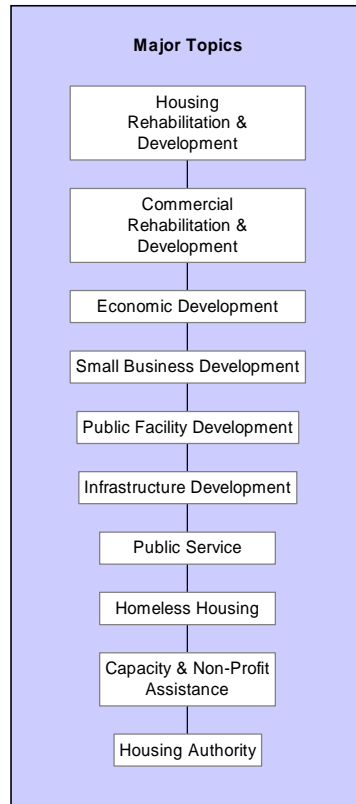 Major Topics
Housing
Rehabilitation &
Development
Commercial
Rehabilitation &
Development
Economic Development
Small Business Development
Public Facility Development
Infrastructure Development
Public Service
Homeless Housing
Capacity & Non-Profit
Assistance
Housing Authority